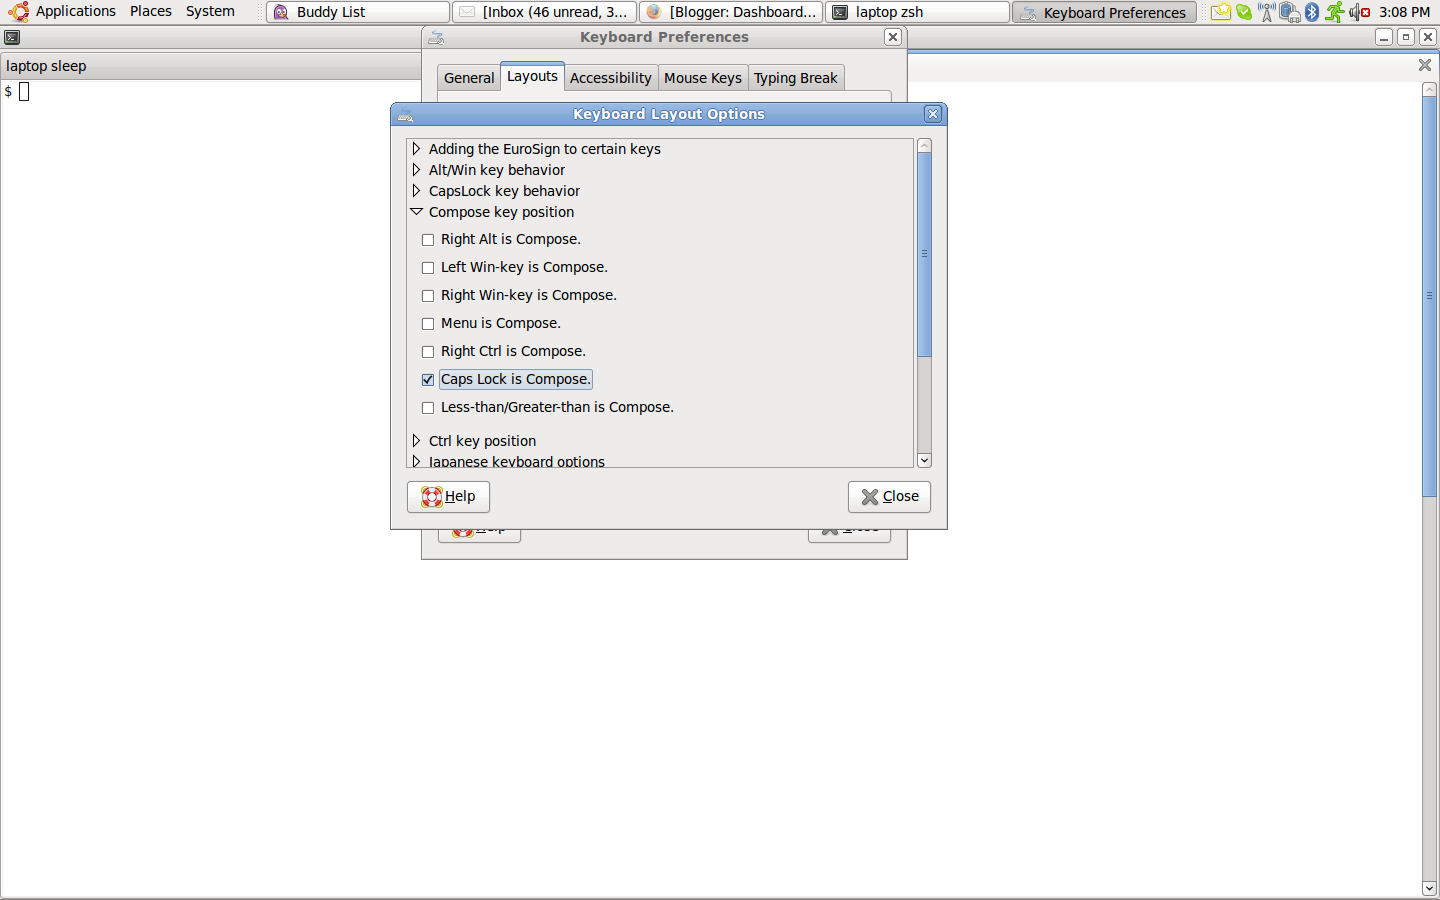 Applications Places System Buddy List [Inbox (46 unread, 3... [Blogger: Dashboard... laptop zsh Keyboard Preferences 3:08 PM
Keyboard Preferences
laptop sleep
General Layouts Accessibility Mouse Keys Typing Break
$
Keyboard Layout Options
Adding the EuroSign to certain keys
Alt/Win key behavior
CapsLock key behavior
Compose key position
Right Alt is Compose.
Left Win-key is Compose.
Right Win-key is Compose.
Menu is Compose.
Right Ctrl is Compose.
Caps Lock is Compose.
Less-than/Greater-than is Compose.
Ctrl key position
Japanese keyboard options
Help Close
Help Close